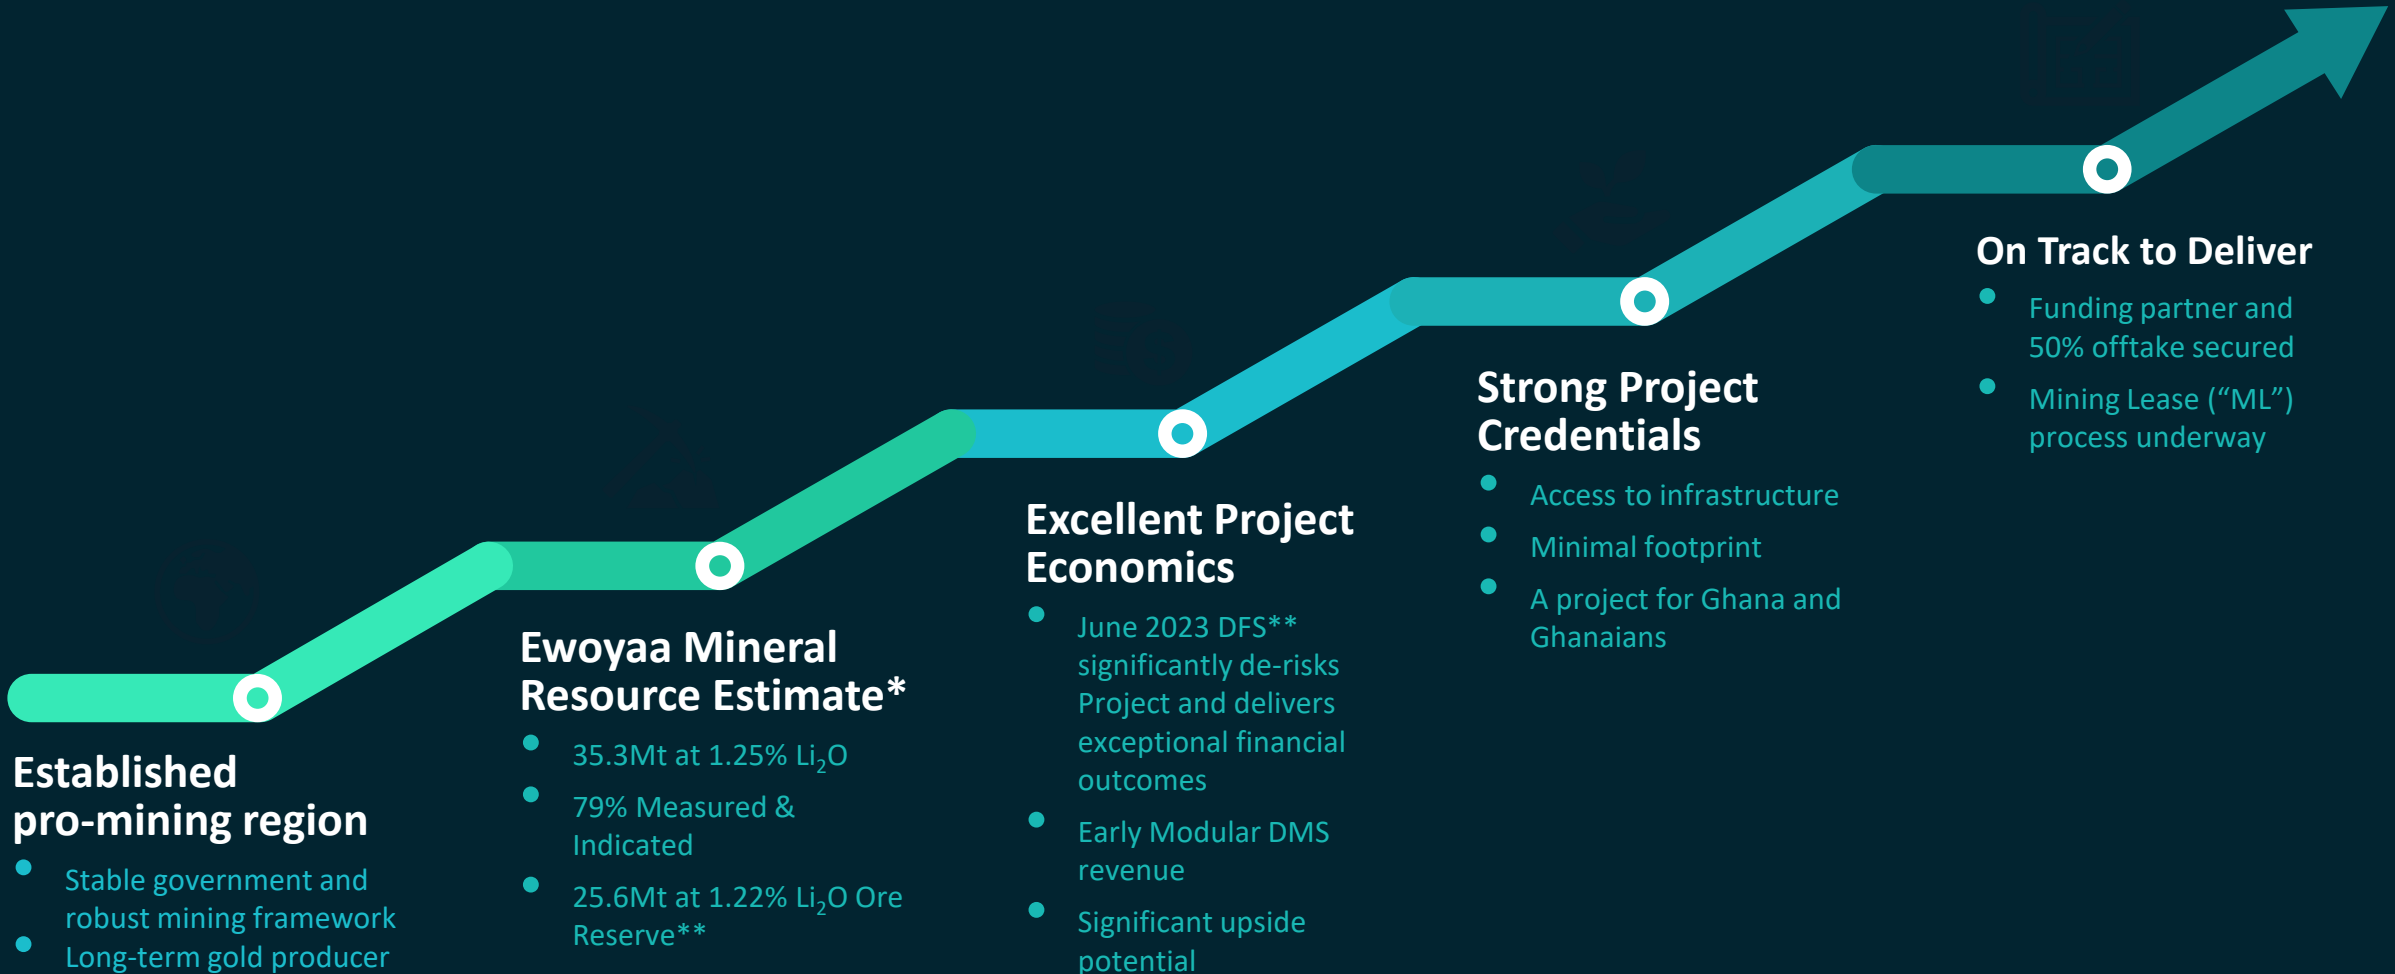 Established
pro-mining region
• Stable government and
robust mining framework
• Long-term gold producer
Ewoyaa Mineral
Resource Estimate*
• 35.3Mt at 1.25% Li₂O
• 79% Measured &
Indicated
• 25.6Mt at 1.22% Li₂O Ore
Reserve**
Excellent Project
Economics
• June 2023 DFS**
significantly de-risks
Project and delivers
exceptional financial
outcomes
• Early Modular DMS
revenue
• Significant upside
potential
Strong Project
Credentials
• Access to infrastructure
• Minimal footprint
• A project for Ghana and
Ghanaians
On Track to Deliver
• Funding partner and
50% offtake secured
• Mining Lease (“ML”)
process underway